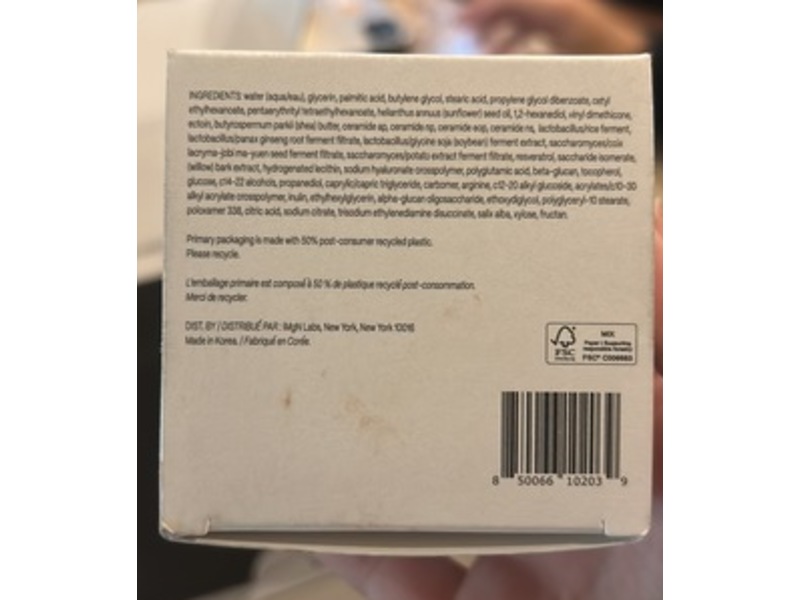 INGREDIENTS: water (aqua/eau), glycerin, palmitic acid, butylene glycol, stearic acid, propylene glycol dibenzoate, cetyl
ethylhexanoate, pentaerythrityl tetraethylhexanoate, helianthus annuus (sunflower) seed oil, 1,2-hexanediol, vinyl dimethicone,
ectoin, butyrospermum parkii (shea) butter, ceramide ap, ceramide np, ceramide eop, ceramide ns, lactobacillus/rice ferment,
lactobacillus/panax ginseng root ferment filtrate, lactobacillus/glycine soja (soybean) ferment extract, saccharomyces/coix
lacryma-jobi ma-yuen seed ferment filtrate, saccharomyces/potato extract ferment filtrate, resveratrol, saccharide isomerate,
(willow) bark extract, hydrogenated lecithin, sodium hyaluronate crosspolymer, polyglutamic acid, beta-glucan, tocopherol,
glucose, c14-22 alcohols, propanediol, caprylic/capric triglyceride, carbomer, arginine, c12-20 alkyl glucoside, acrylates/c10-30
alkyl acrylate crosspolymer, inulin, ethylhexylglycerin, alpha-glucan oligosaccharide, ethoxydiglycol, polyglyceryl-10 stearate,
poloxamer 338, citric acid, sodium citrate, trisodium ethylenediamine disuccinate, salix alba, xylose, fructan.
Primary packaging is made with 50% post-consumer recycled plastic.
Please recycle.
L'emballage primaire est composé à 50 % de plastique recyclé post-consommation.
Merci de recycler.
DIST. BY / DISTRIBUÉ PAR : iMgN Labs, New York, New York 10016
Made in Korea. / Fabriqué en Corée.
FSC
MIX
Paper | Supporting
responsible forestry
FSC® C006683
8 50066 10203 9